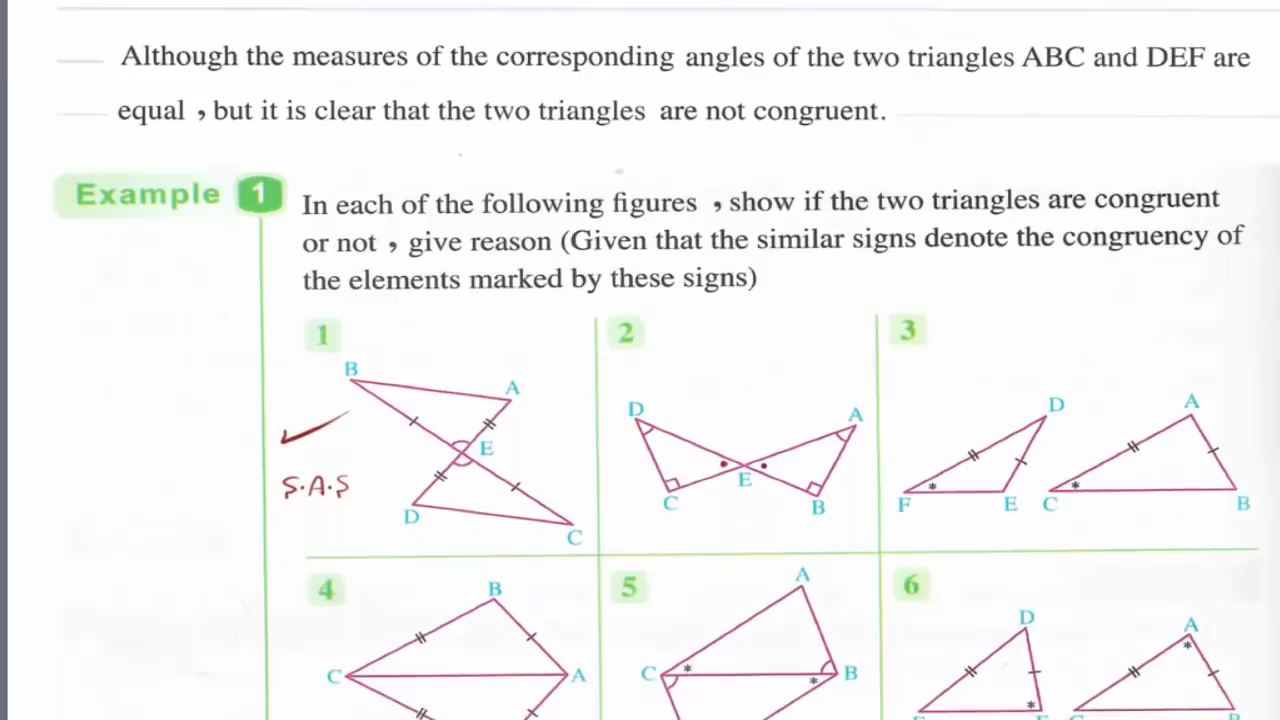 Although the measures of the corresponding angles of the two triangles ABC and DEF are
equal , but it is clear that the two triangles are not congruent.
Example 1
In each of the following figures , show if the two triangles are congruent
or not , give reason (Given that the similar signs denote the congruency of
the elements marked by these signs)
1
B
A
E
D
C
S.A.S
2
D
A
E
C
B
3
D
A
F
E
C
B
4
B
C
A
5
A
C
B
6
D
A